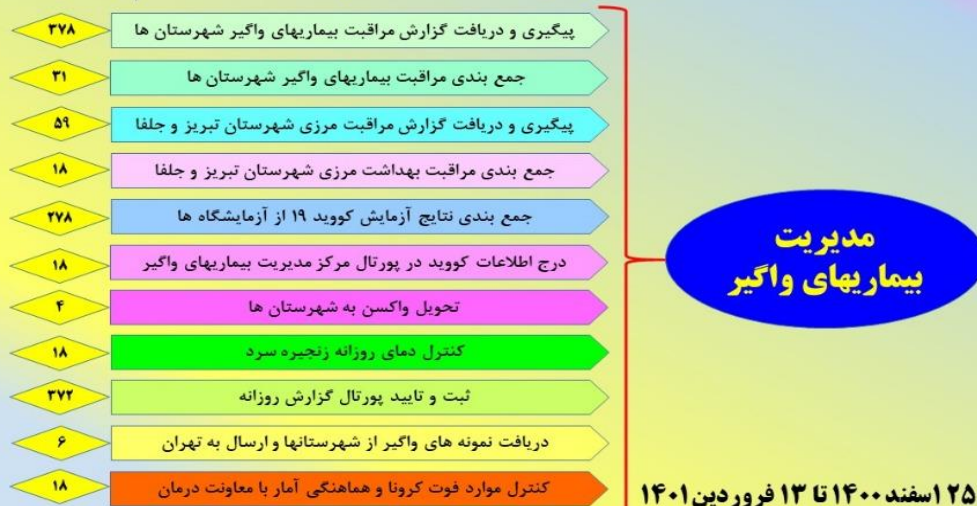 مدیریت
بیماریهای واگیر
پیگیری و دریافت گزارش مراقبت بیماریهای واگیر شهرستان ها
۳۷۸
جمع بندی مراقبت بیماریهای واگیر شهرستان ها
۳۱
پیگیری و دریافت گزارش مراقبت مرزی شهرستان تبریز و جلفا
۵۹
جمع بندی مراقبت بهداشت مرزی شهرستان تبریز و جلفا
۱۸
جمع بندی نتایج آزمایش کووید ۱۹ از آزمایشگاه ها
۲۷۸
درج اطلاعات کووید در پورتال مرکز مدیریت بیماریهای واگیر
۱۸
تحویل واکسن به شهرستان ها
۴
کنترل دمای روزانه زنجیره سرد
۱۸
ثبت و تایید پورتال گزارش روزانه
۳۷۲
دریافت نمونه های واگیر از شهرستانها و ارسال به تهران
۶
کنترل موارد فوت کرونا و هماهنگی آمار با معاونت درمان
۱۸
۲۵ اسفند ۱۴۰۰ تا ۱۳ فروردین ۱۴۰۱